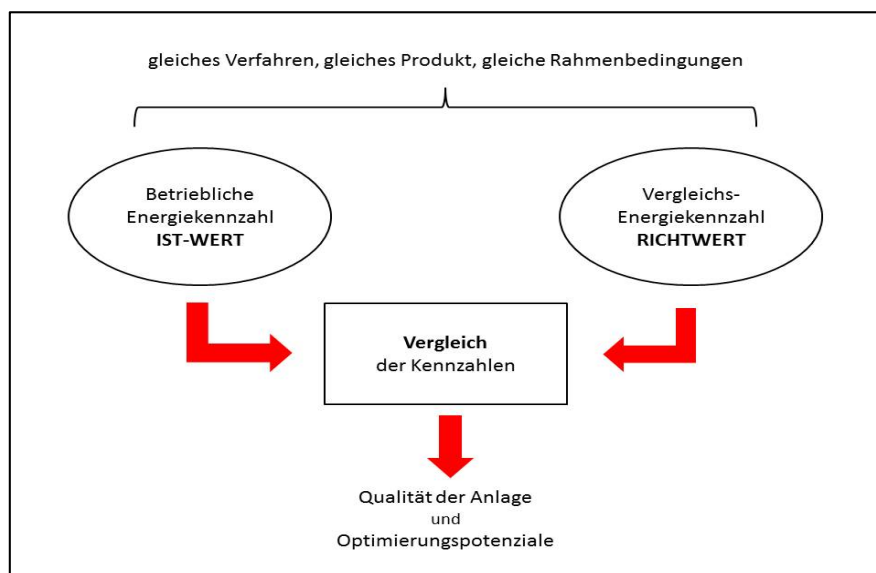 gleiches Verfahren, gleiches Produkt, gleiche Rahmenbedingungen
Betriebliche
Energiekennzahl
IST-WERT
Vergleichs-
Energiekennzahl
RICHTWERT
Vergleich
der Kennzahlen
Qualität der Anlage
und
Optimierungspotenziale